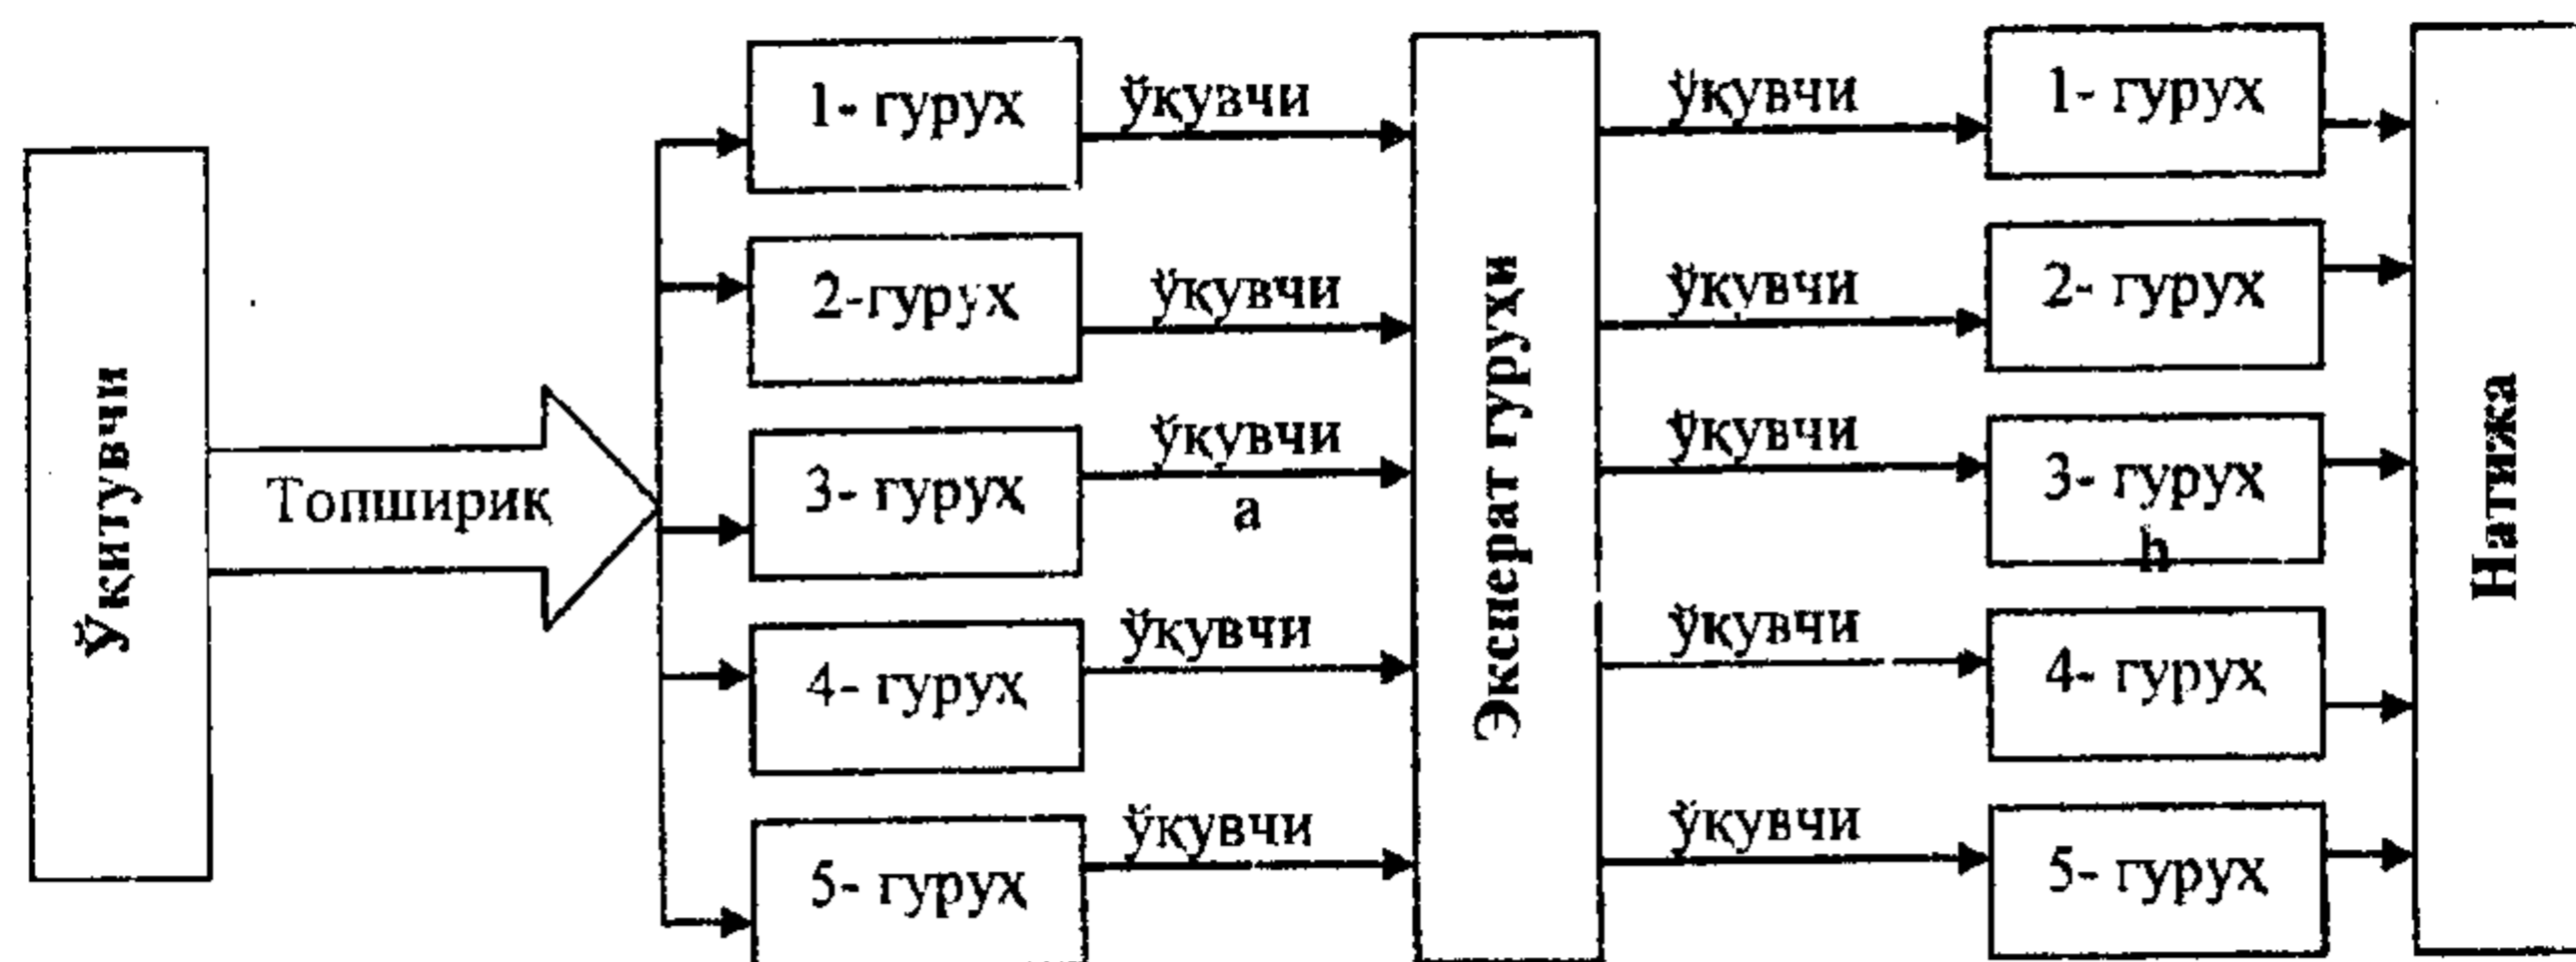 Ўқитувчи
Топшириқ
1- гуруҳ
2-гуруҳ
3- гуруҳ
4- гуруҳ
5- гуруҳ
ўқувчи
ўқувчи
ўқувчи
а
ўқувчи
ўқувчи
Эксперат гуруҳи
ўқувчи
ўқувчи
ўқувчи
ўқувчи
ўқувчи
1- гуруҳ
2- гуруҳ
3- гуруҳ
h
4- гуруҳ
5- гуруҳ
Натижа